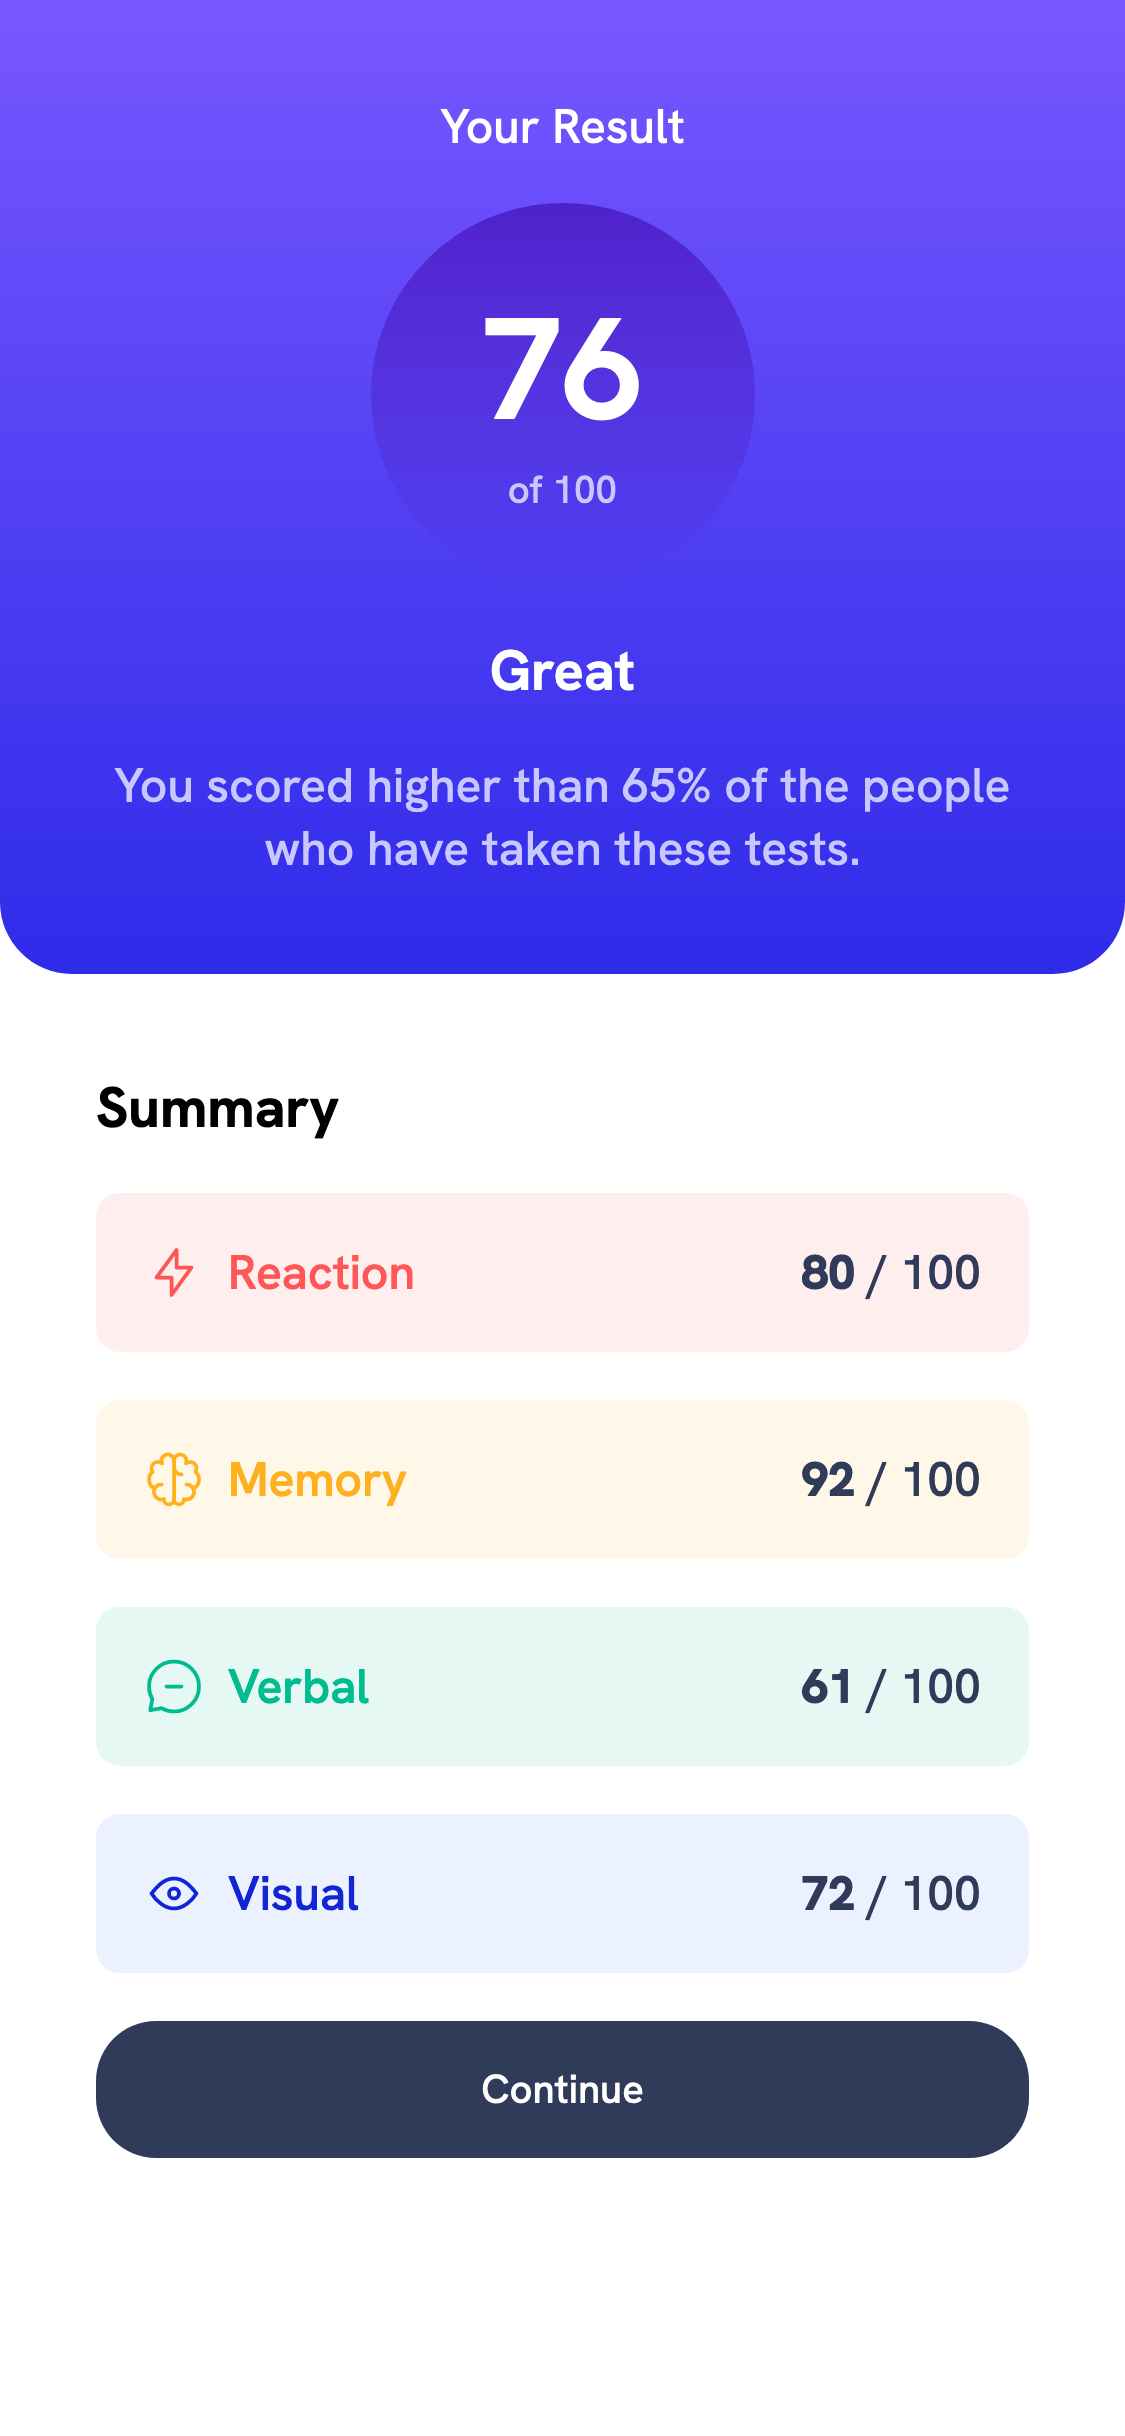 Your Result
76
of 100
Great
You scored higher than 65% of the people
who have taken these tests.
Summary
Reaction 80 / 100
Memory 92 / 100
Verbal 61 / 100
Visual 72 / 100
Continue